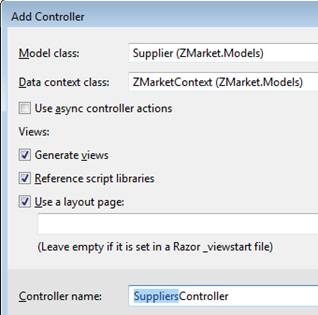 Add Controller
Model class: Supplier (ZMarket.Models)
Data context class: ZMarketContext (ZMarket.Models)
Use async controller actions
Views:
Generate views
Reference script libraries
Use a layout page:
(Leave empty if it is set in a Razor _viewstart file)
Controller name: SuppliersController